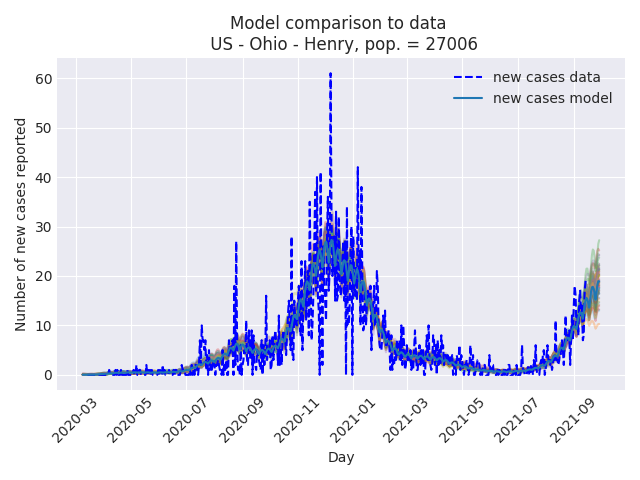 Model comparison to data
US - Ohio - Henry, pop. = 27006
new cases data
new cases model
Number of new cases reported
60
50
40
30
20
10
0
2020-03
2020-05
2020-07
2020-09
2020-11
2021-01
2021-03
2021-05
2021-07
2021-09
Day